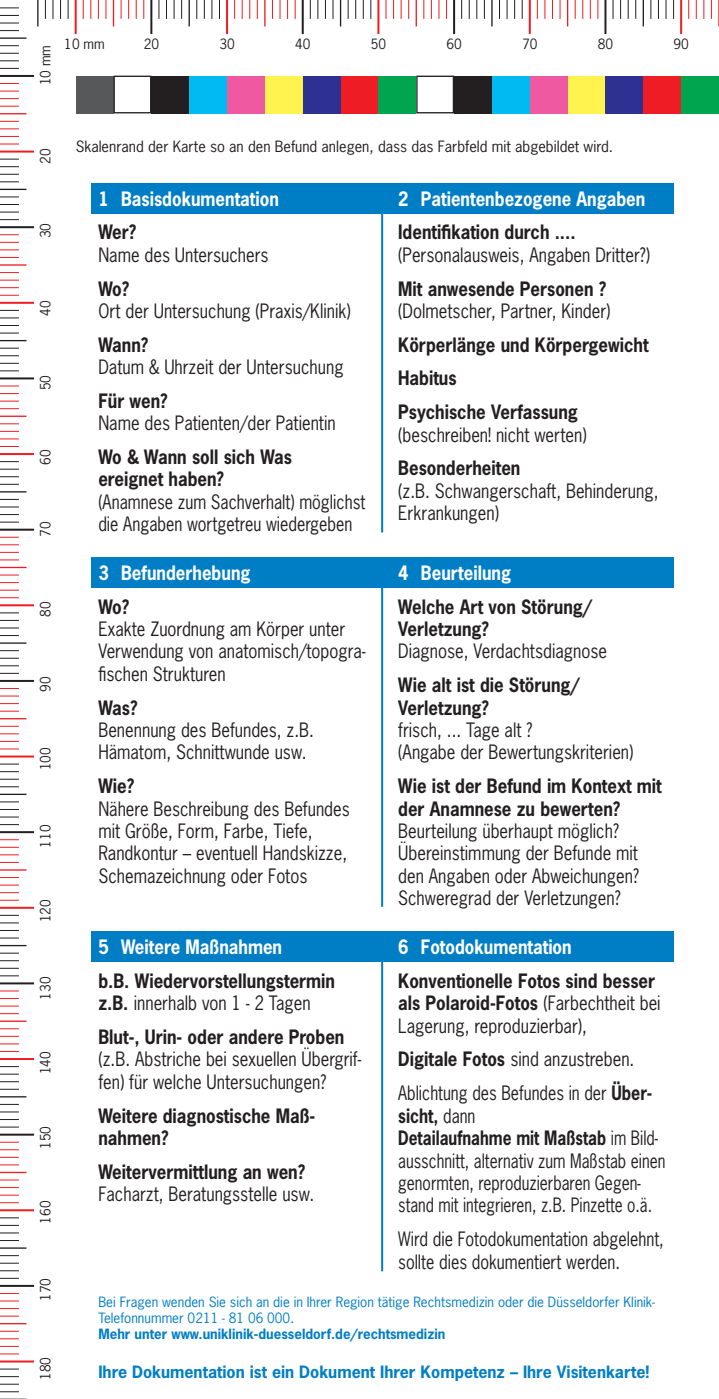 10 mm 20 30 40 50 60 70 80 90
10 mm
20
30
40
50
60
70
80
90
100
110
120
130
140
150
160
170
180
Skalenrand der Karte so an den Befund anlegen, dass das Farbfeld mit abgebildet wird.
1 Basisdokumentation
Wer?
Name des Untersuchers
Wo?
Ort der Untersuchung (Praxis/Klinik)
Wann?
Datum & Uhrzeit der Untersuchung
Für wen?
Name des Patienten/der Patientin
Wo & Wann soll sich Was
ereignet haben?
(Anamnese zum Sachverhalt) möglichst
die Angaben wortgetreu wiedergeben
2 Patientenbezogene Angaben
Identifikation durch ....
(Personalausweis, Angaben Dritter?)
Mit anwesende Personen ?
(Dolmetscher, Partner, Kinder)
Körperlänge und Körpergewicht
Habitus
Psychische Verfassung
(beschreiben! nicht werten)
Besonderheiten
(z.B. Schwangerschaft, Behinderung,
Erkrankungen)
3 Befunderhebung
Wo?
Exakte Zuordnung am Körper unter
Verwendung von anatomisch/topogra-
fischen Strukturen
Was?
Benennung des Befundes, z.B.
Hämatom, Schnittwunde usw.
Wie?
Nähere Beschreibung des Befundes
mit Größe, Form, Farbe, Tiefe,
Randkontur – eventuell Handskizze,
Schemazeichnung oder Fotos
4 Beurteilung
Welche Art von Störung/
Verletzung?
Diagnose, Verdachtsdiagnose
Wie alt ist die Störung/
Verletzung?
frisch, ... Tage alt ?
(Angabe der Bewertungskriterien)
Wie ist der Befund im Kontext mit
der Anamnese zu bewerten?
Beurteilung überhaupt möglich?
Übereinstimmung der Befunde mit
den Angaben oder Abweichungen?
Schweregrad der Verletzungen?
5 Weitere Maßnahmen
b.B. Wiedervorstellungstermin
z.B. innerhalb von 1 - 2 Tagen
Blut-, Urin- oder andere Proben
(z.B. Abstriche bei sexuellen Übergrif-
fen) für welche Untersuchungen?
Weitere diagnostische Maß-
nahmen?
Weitervermittlung an wen?
Facharzt, Beratungsstelle usw.
6 Fotodokumentation
Konventionelle Fotos sind besser
als Polaroid-Fotos (Farbechtheit bei
Lagerung, reproduzierbar),
Digitale Fotos sind anzustreben.
Ablichtung des Befundes in der Über-
sicht, dann
Detailaufnahme mit Maßstab im Bild-
ausschnitt, alternativ zum Maßstab einen
genormten, reproduzierbaren Gegen-
stand mit integrieren, z.B. Pinzette o.ä.
Wird die Fotodokumentation abgelehnt,
sollte dies dokumentiert werden.
Bei Fragen wenden Sie sich an die in Ihrer Region tätige Rechtsmedizin oder die Düsseldorfer Klinik-
Telefonnummer 0211 - 81 06 000.
Mehr unter www.uniklinik-duesseldorf.de/rechtsmedizin
Ihre Dokumentation ist ein Dokument Ihrer Kompetenz – Ihre Visitenkarte!